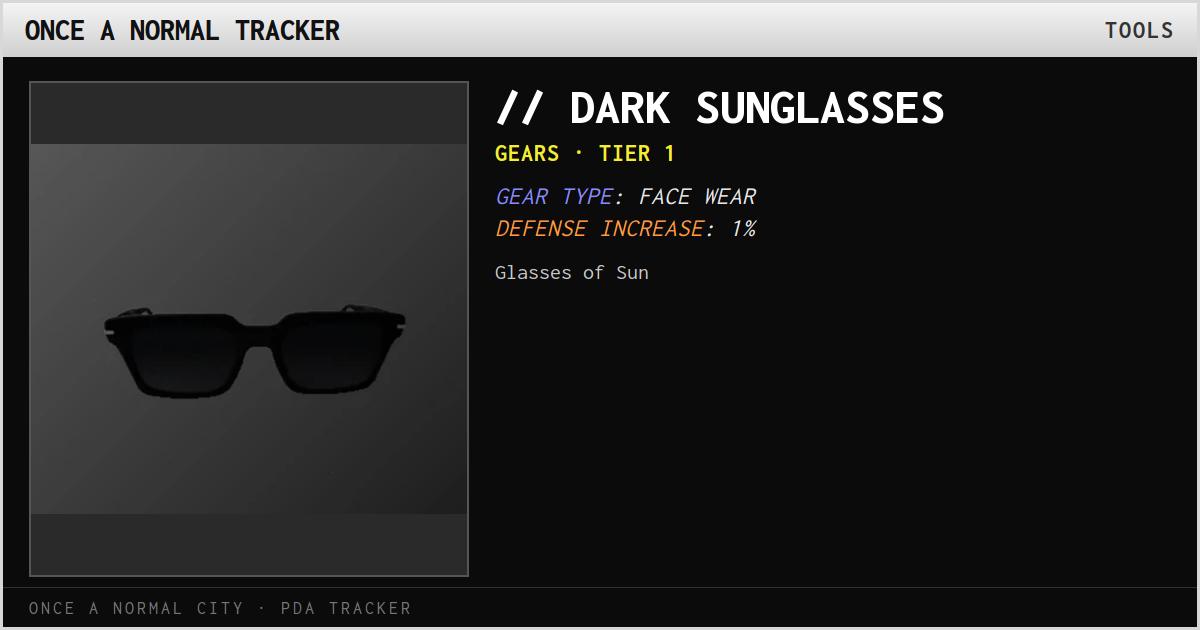 ONCE A NORMAL TRACKER
TOOLS
// DARK SUNGLASSES
GEARS · TIER 1
GEAR TYPE: FACE WEAR
DEFENSE INCREASE: 1%
Glasses of Sun
ONCE A NORMAL CITY · PDA TRACKER